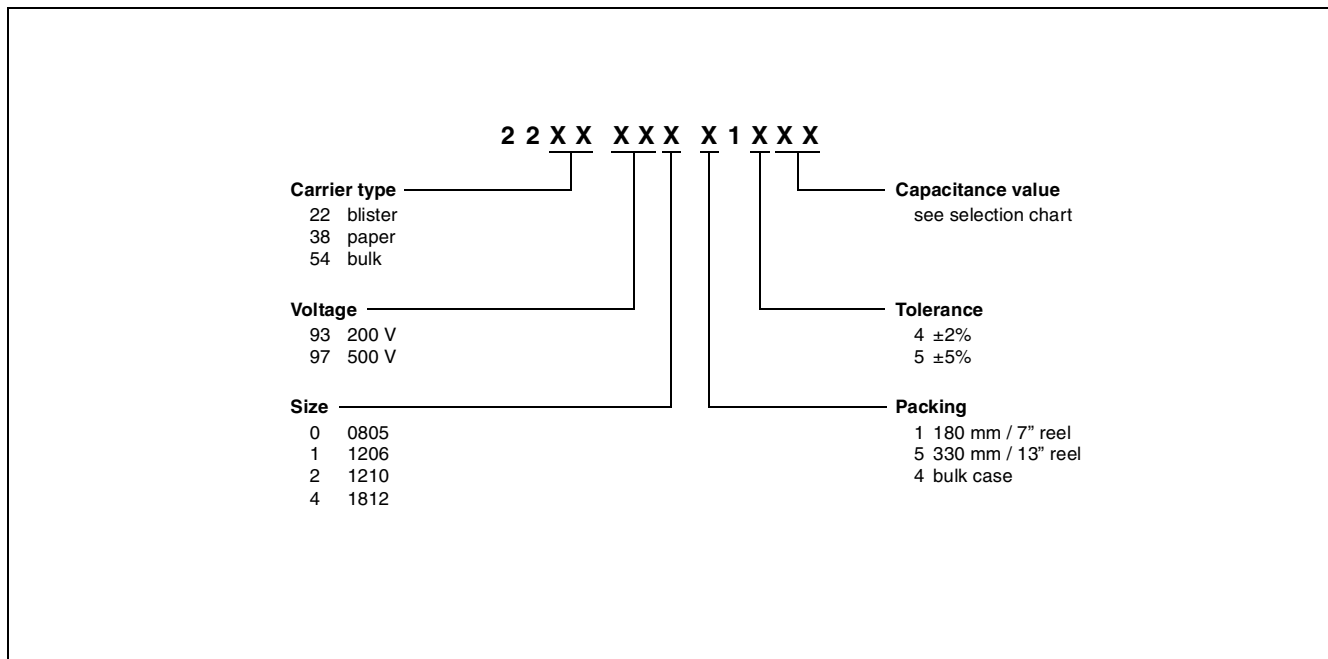 2 2 X X X X X X 1 X X X
Carrier type
22 blister
38 paper
54 bulk
Voltage
93 200 V
97 500 V
Size
0 0805
1 1206
2 1210
4 1812
Capacitance value
see selection chart
Tolerance
4 ±2%
5 ±5%
Packing
1 180 mm / 7” reel
5 330 mm / 13” reel
4 bulk case